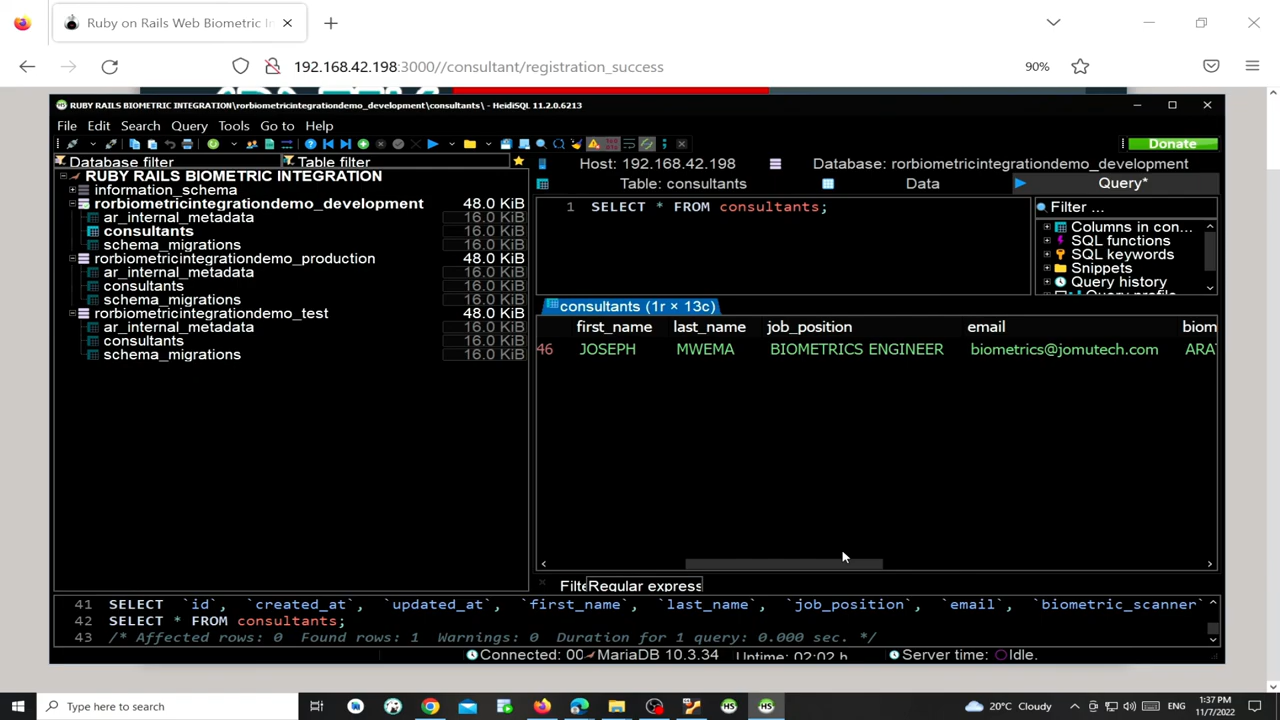 Ruby on Rails Web Biometric In
192.168.42.198:3000//consultant/registration_success
90%
RUBY RAILS BIOMETRIC INTEGRATION\rorbiometricintegrationdemo_development\consultants\ - HeidiSQL 11.2.0.6213
File Edit Search Query Tools Go to Help
Donate
Database filter
Table filter
RUBY RAILS BIOMETRIC INTEGRATION
information_schema
rorbiometricintegrationdemo_development 48.0 KiB
ar_internal_metadata 16.0 KiB
consultants 16.0 KiB
schema_migrations 16.0 KiB
rorbiometricintegrationdemo_production 48.0 KiB
ar_internal_metadata 16.0 KiB
consultants 16.0 KiB
schema_migrations 16.0 KiB
rorbiometricintegrationdemo_test 48.0 KiB
ar_internal_metadata 16.0 KiB
consultants 16.0 KiB
schema_migrations 16.0 KiB
Host: 192.168.42.198 Database: rorbiometricintegrationdemo_development
Table: consultants Data Query*
1 SELECT * FROM consultants;
Filter ...
Columns in con...
SQL functions
SQL keywords
Snippets
Query history
consultants (1r × 13c)
first_name last_name job_position email biom
46 JOSEPH MWEMA BIOMETRICS ENGINEER biometrics@jomutech.com ARA
Filte Regular express
41 SELECT `id`, `created_at`, `updated_at`, `first_name`, `last_name`, `job_position`, `email`, `biometric_scanner`
42 SELECT * FROM consultants;
43 /* Affected rows: 0 Found rows: 1 Warnings: 0 Duration for 1 query: 0.000 sec. */
Connected: 00 MariaDB 10.3.34 Uptime: 02:02 h Server time: Idle.
Type here to search
20°C Cloudy
ENG
1:37 PM
11/7/2022